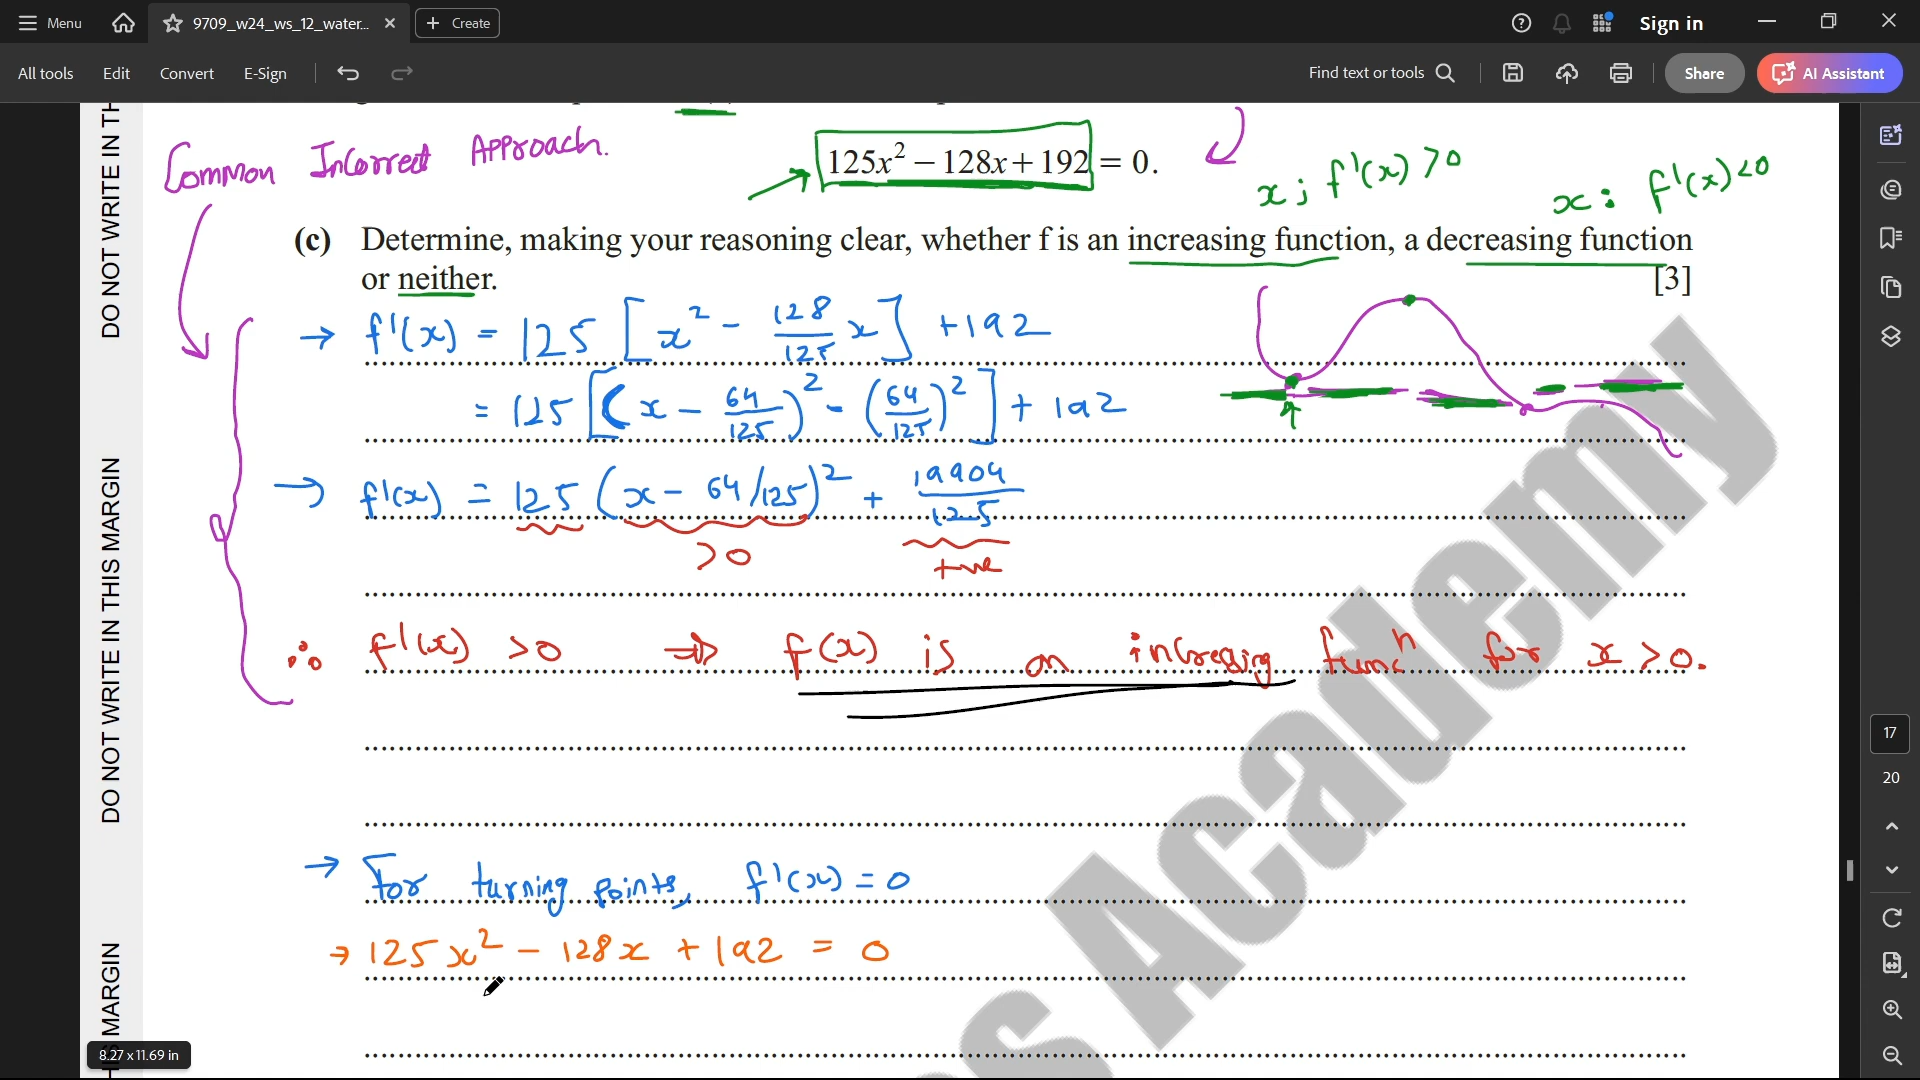 Menu
9709_w24_ws_12_water...
Create
Sign in
All tools Edit Convert E-Sign
Find text or tools
Share
AI Assistant
DO NOT WRITE IN TH
Common Incorrect Approach.
125x² − 128x + 192 = 0.
x ; f'(x) > 0
x : f'(x) < 0
(c) Determine, making your reasoning clear, whether f is an increasing function, a decreasing function
or neither. [3]
→ f'(x) = 125 [x² − 128/125 x] + 192
= 125 [(x − 64/125)² − (64/125)²] + 192
→ f'(x) = 125 (x − 64/125)² + 19904/125
> 0
+ve
DO NOT WRITE IN THIS MARGIN
∴ f'(x) > 0 ⇒ f(x) is an increasing funcⁿ for x > 0.
→ For turning points, f'(x) = 0
→ 125x² − 128x + 192 = 0
MARGIN
8.27 x 11.69 in
17
20
s Academy